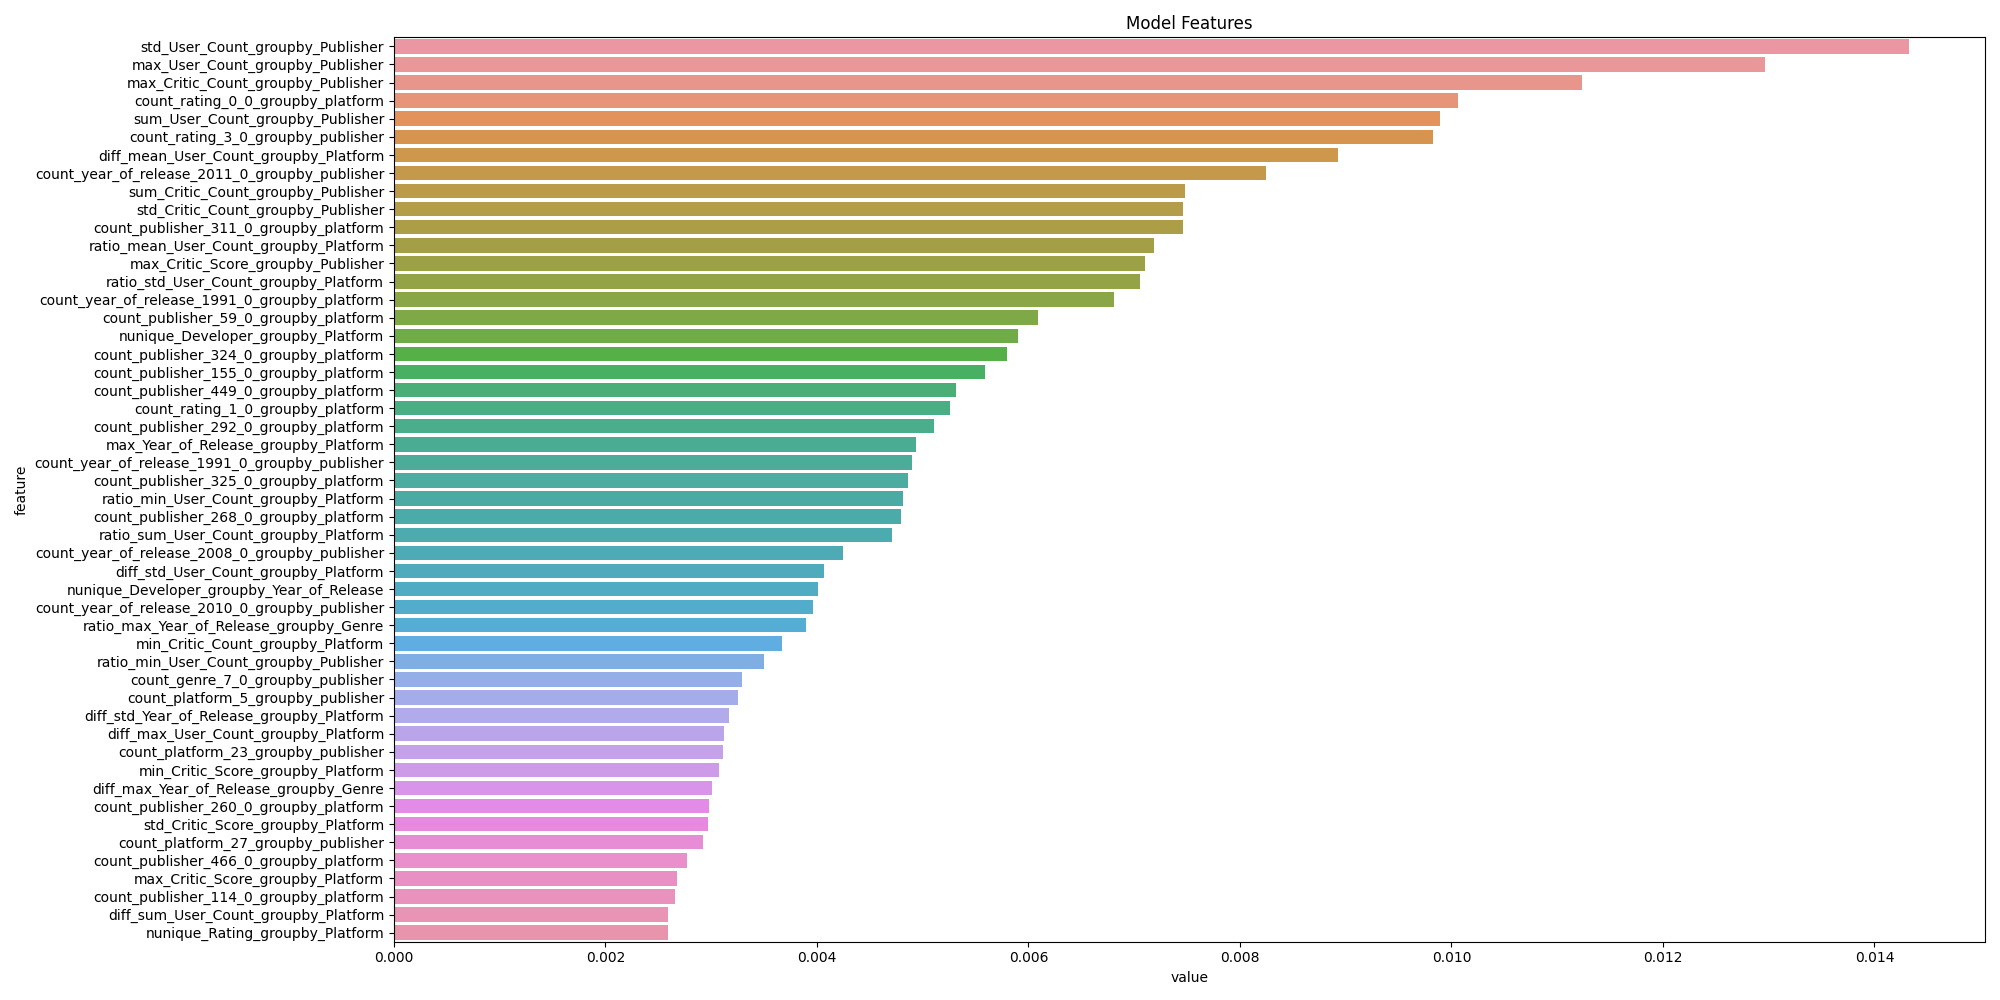 Model Features
std_User_Count_groupby_Publisher
max_User_Count_groupby_Publisher
max_Critic_Count_groupby_Publisher
count_rating_0_0_groupby_platform
sum_User_Count_groupby_Publisher
count_rating_3_0_groupby_publisher
diff_mean_User_Count_groupby_Platform
count_year_of_release_2011_0_groupby_publisher
sum_Critic_Count_groupby_Publisher
std_Critic_Count_groupby_Publisher
count_publisher_311_0_groupby_platform
ratio_mean_User_Count_groupby_Platform
max_Critic_Score_groupby_Publisher
ratio_std_User_Count_groupby_Platform
count_year_of_release_1991_0_groupby_platform
count_publisher_59_0_groupby_platform
nunique_Developer_groupby_Platform
count_publisher_324_0_groupby_platform
count_publisher_155_0_groupby_platform
count_publisher_449_0_groupby_platform
count_rating_1_0_groupby_platform
count_publisher_292_0_groupby_platform
max_Year_of_Release_groupby_Platform
count_year_of_release_1991_0_groupby_publisher
count_publisher_325_0_groupby_platform
ratio_min_User_Count_groupby_Platform
count_publisher_268_0_groupby_platform
ratio_sum_User_Count_groupby_Platform
count_year_of_release_2008_0_groupby_publisher
diff_std_User_Count_groupby_Platform
nunique_Developer_groupby_Year_of_Release
count_year_of_release_2010_0_groupby_publisher
ratio_max_Year_of_Release_groupby_Genre
min_Critic_Count_groupby_Platform
ratio_min_User_Count_groupby_Publisher
count_genre_7_0_groupby_publisher
count_platform_5_groupby_publisher
diff_std_Year_of_Release_groupby_Platform
diff_max_User_Count_groupby_Platform
count_platform_23_groupby_publisher
min_Critic_Score_groupby_Platform
diff_max_Year_of_Release_groupby_Genre
count_publisher_260_0_groupby_platform
std_Critic_Score_groupby_Platform
count_platform_27_groupby_publisher
count_publisher_466_0_groupby_platform
max_Critic_Score_groupby_Platform
count_publisher_114_0_groupby_platform
diff_sum_User_Count_groupby_Platform
nunique_Rating_groupby_Platform
feature
0.000 0.002 0.004 0.006 0.008 0.010 0.012 0.014
value